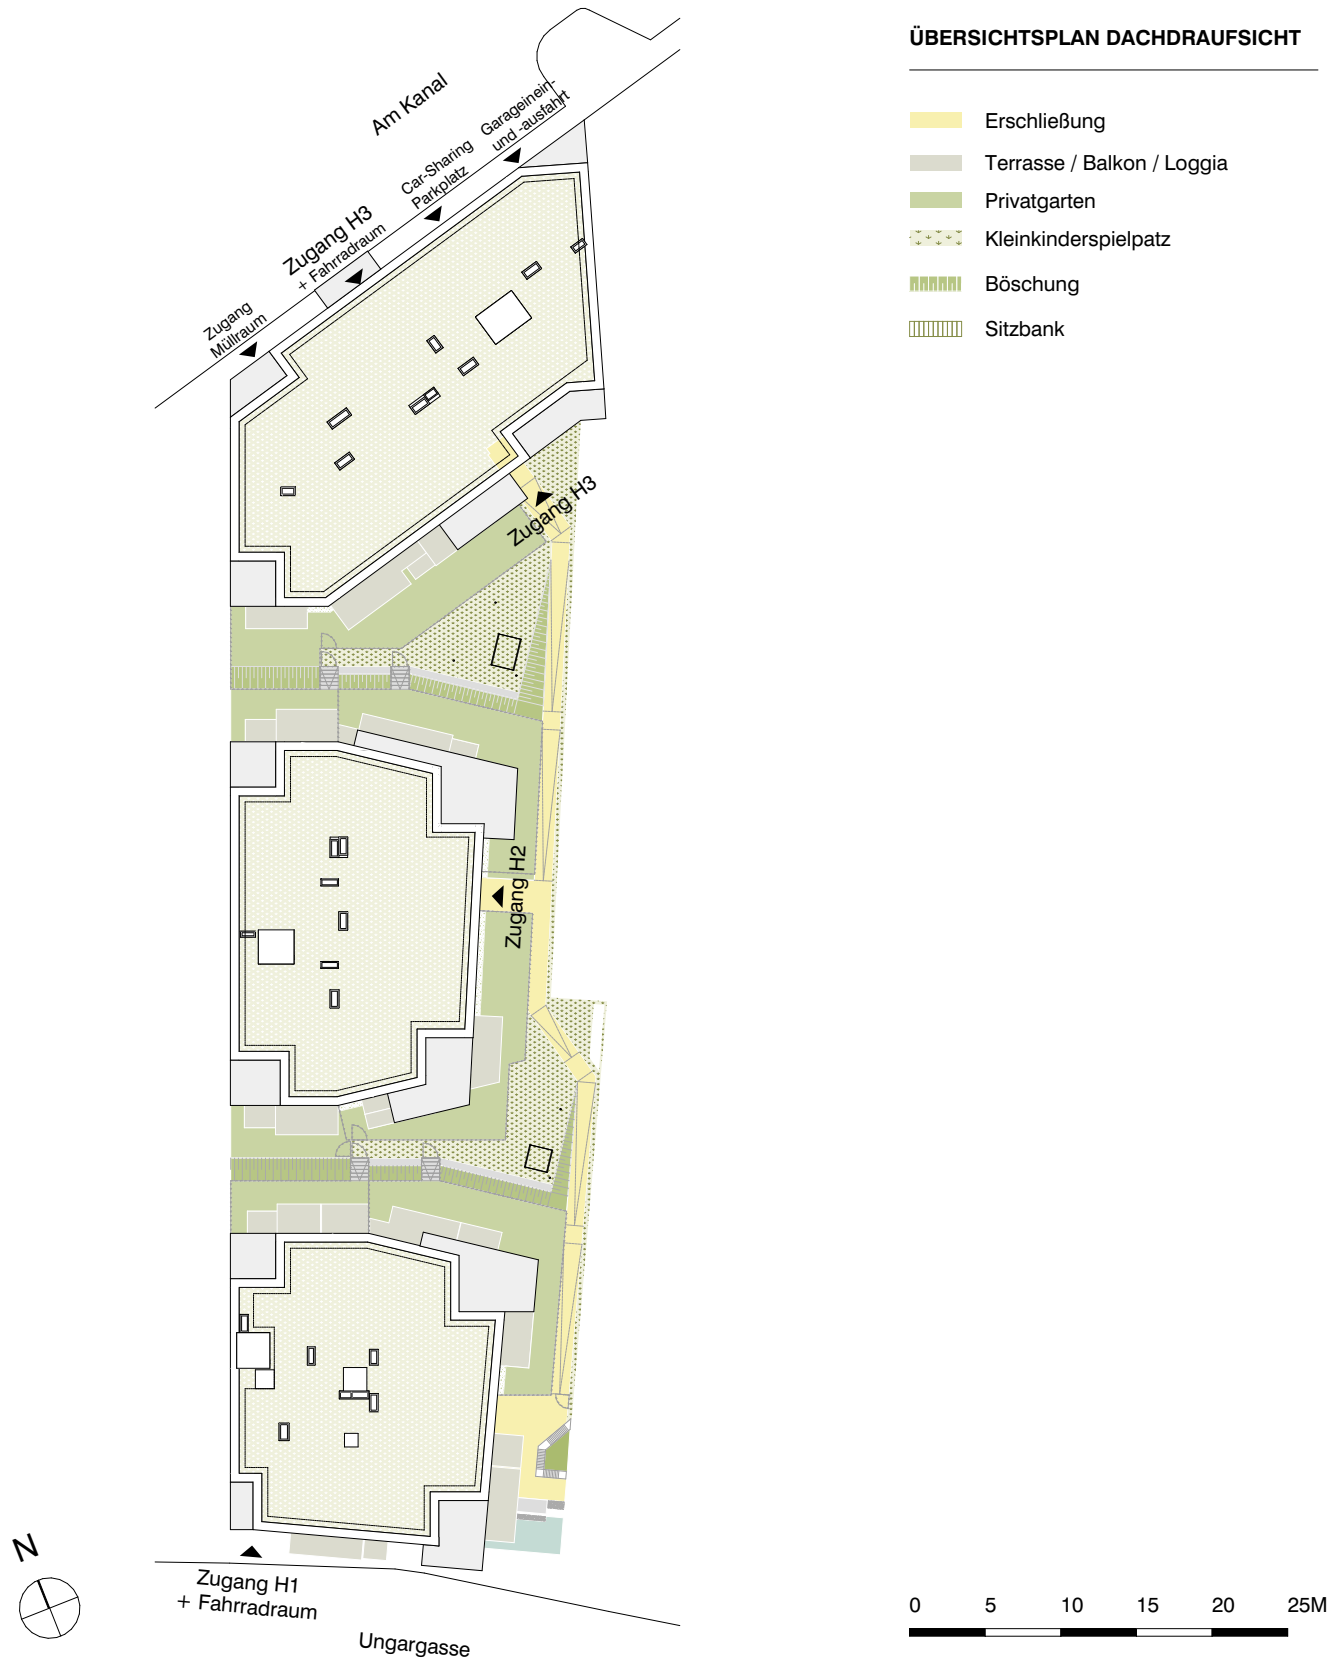 ÜBERSICHTSPLAN DACHDRAUFSICHT
Erschließung
Terrasse / Balkon / Loggia
Privatgarten
Kleinkinderspielpatz
Böschung
Sitzbank
Am Kanal
Garageinein-
und -ausfahrt
Car-Sharing
Parkplatz
Zugang H3
+ Fahrradraum
Zugang
Müllraum
Zugang H3
Zugang H2
N
Zugang H1
+ Fahrradraum
Ungargasse
0 5 10 15 20 25M